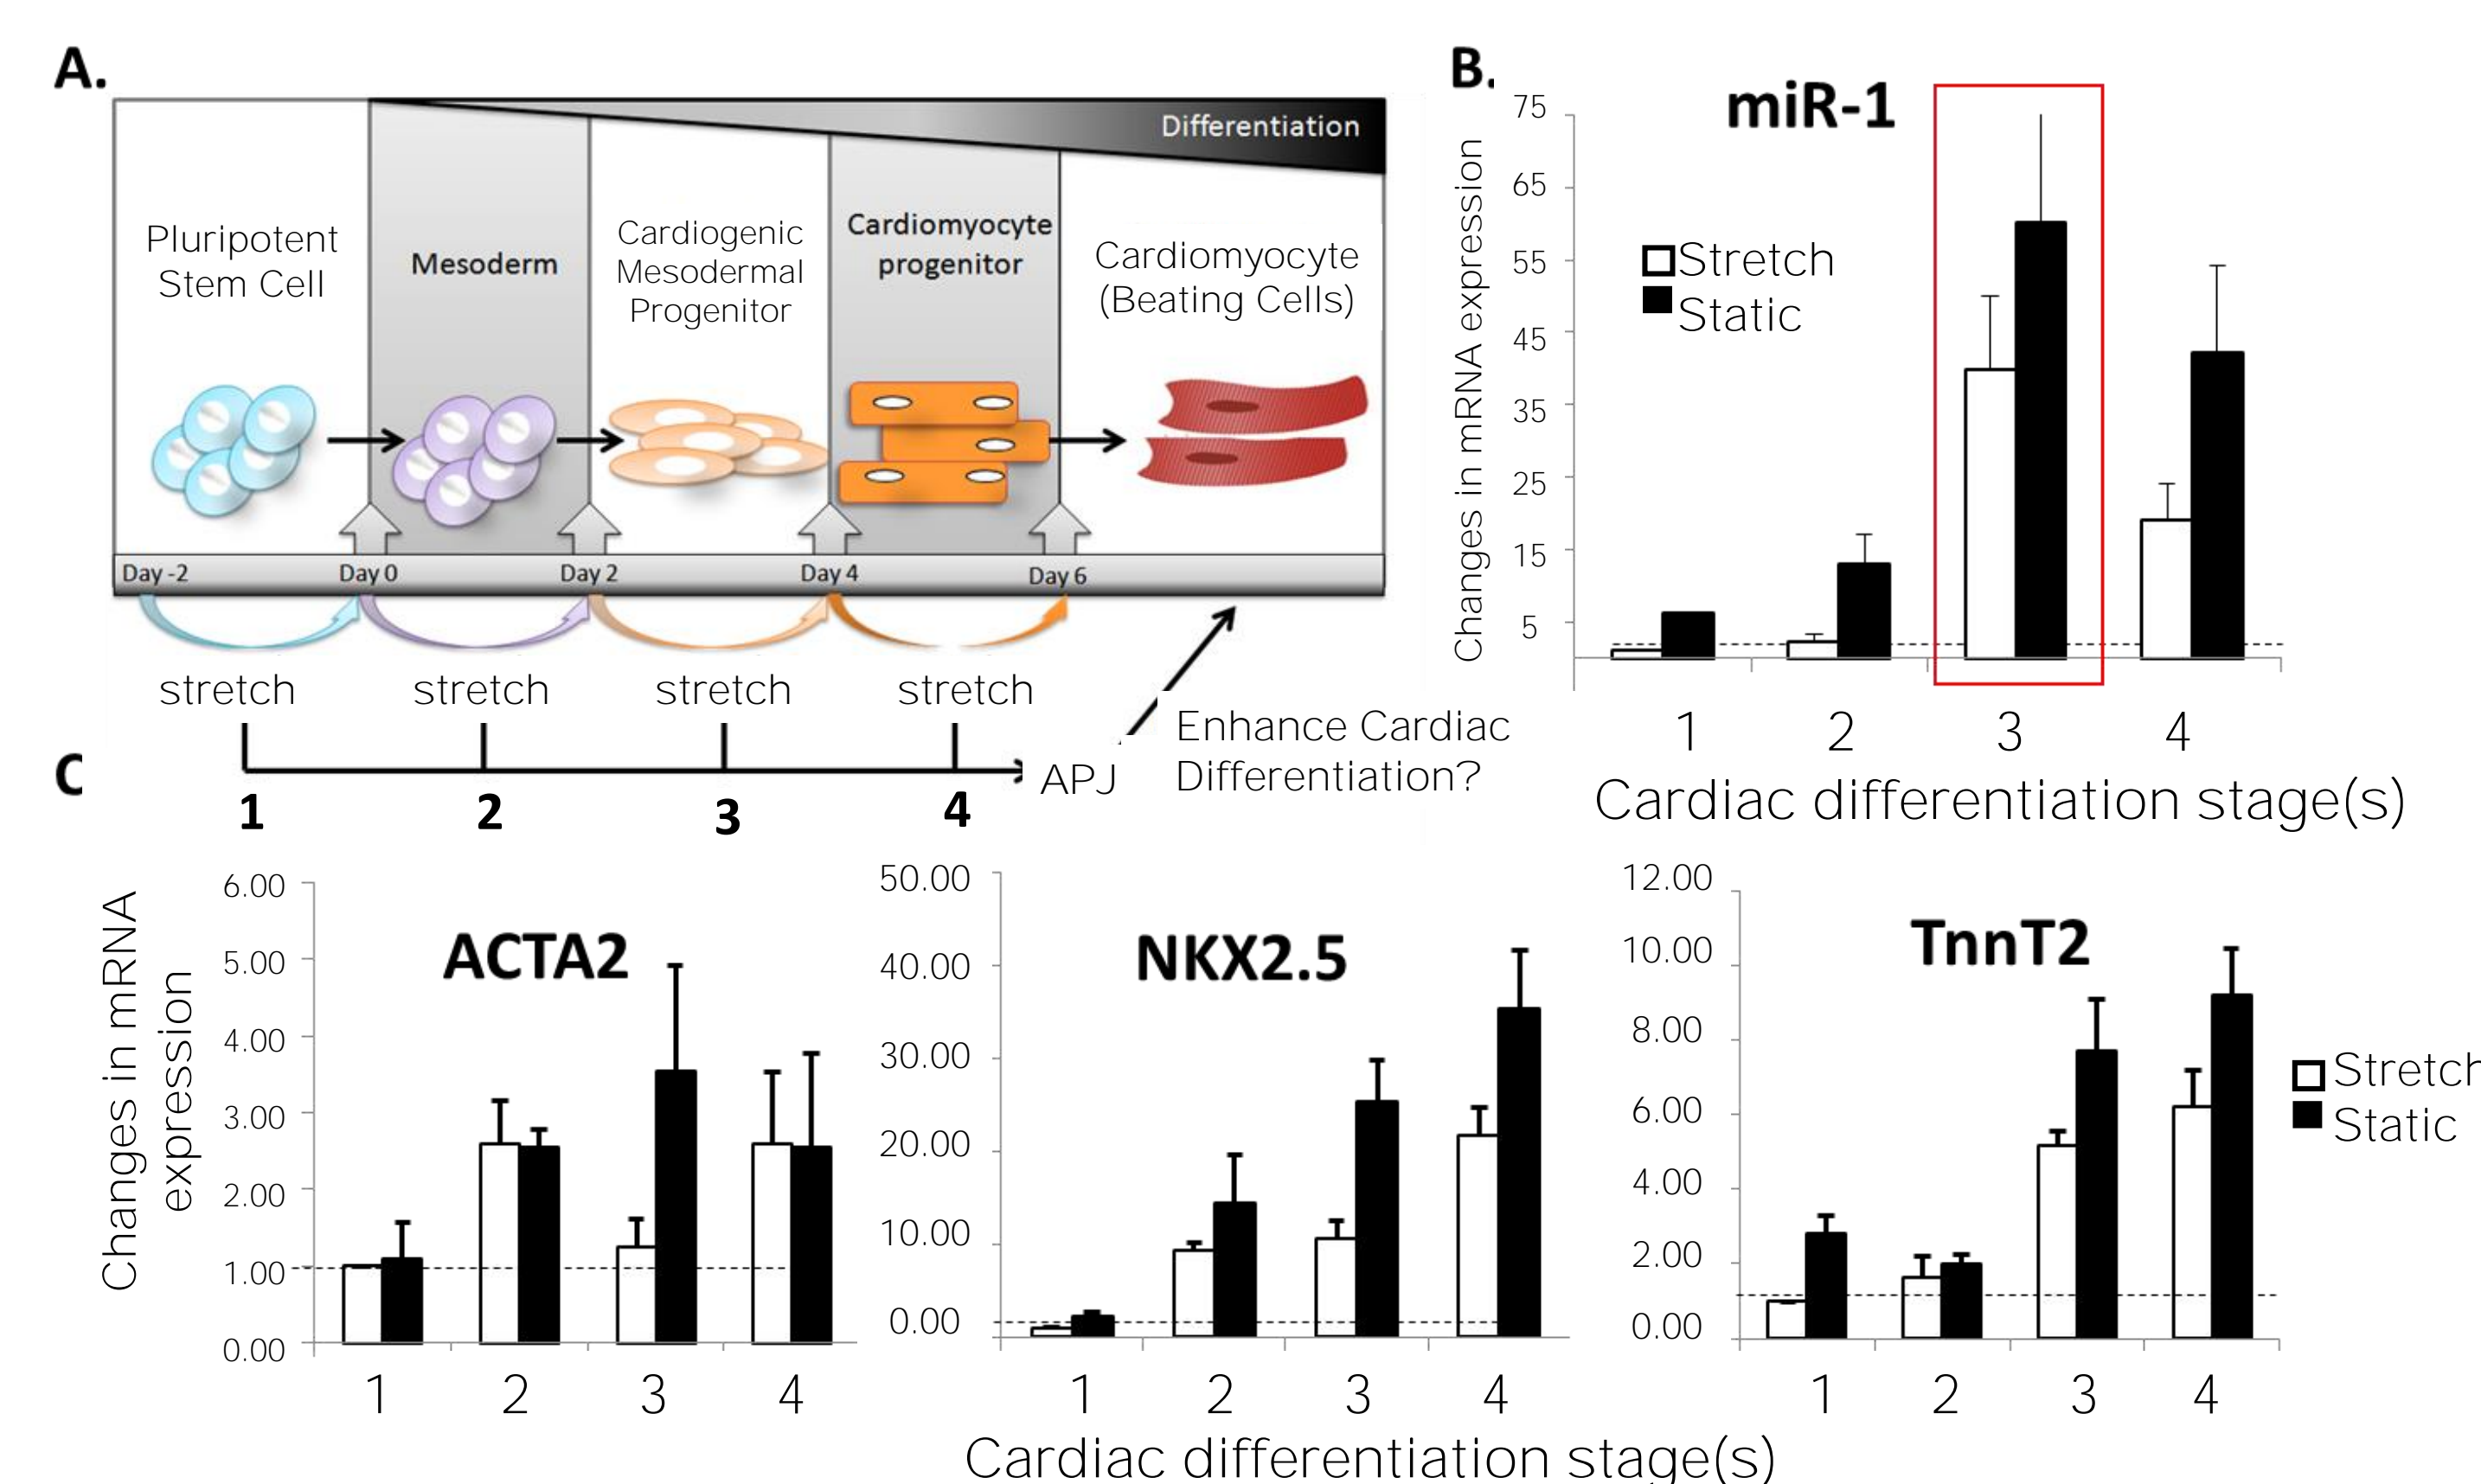 A.
Differentiation
Pluripotent
Stem Cell
Mesoderm
Cardiogenic
Mesodermal
Progenitor
Cardiomyocyte
progenitor
Cardiomyocyte
(Beating Cells)
Day -2
Day 0
Day 2
Day 4
Day 6
stretch
stretch
stretch
stretch
1
2
3
4
APJ
Enhance Cardiac
Differentiation?
B.
miR-1
Changes in mRNA expression
75
65
55
45
35
25
15
5
Stretch
Static
1
2
3
4
Cardiac differentiation stage(s)
C
Changes in mRNA
expression
ACTA2
6.00
5.00
4.00
3.00
2.00
1.00
0.00
1
2
3
4
NKX2.5
50.00
40.00
30.00
20.00
10.00
0.00
1
2
3
4
TnnT2
12.00
10.00
8.00
6.00
4.00
2.00
0.00
1
2
3
4
Stretch
Static
Cardiac differentiation stage(s)